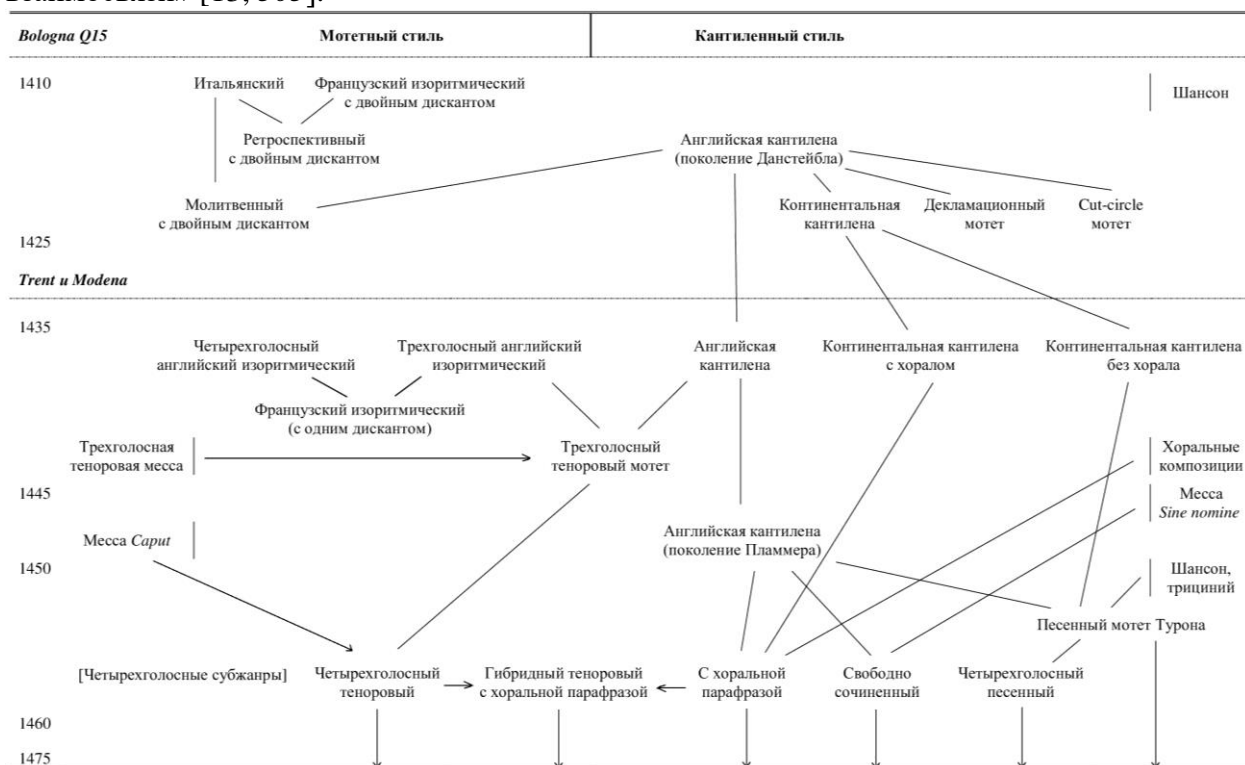 [15, 365].
Bologna Q15 Мотетный стиль Кантиленный стиль
1410
Итальянский
Французский изоритмический
с двойным дискантом
Шансон
Ретроспективный
с двойным дискантом
Английская кантилена
(поколение Данстейбла)
Молитвенный
с двойным дискантом
Континентальная
кантилена
Декламационный
мотет
Cut-circle
мотет
1425
Trent и Modena
1435
Четырехголосный
английский изоритмический
Трехголосный английский
изоритмический
Английская
кантилена
Континентальная кантилена
с хоралом
Континентальная кантилена
без хорала
Французский изоритмический
(с одним дискантом)
Трехголосная
теноровая месса
Трехголосный
теноровый мотет
Хоральные
композиции
1445
Месса
Sine nomine
Месса Caput
Английская кантилена
(поколение Пламмера)
1450
Шансон,
трициний
Песенный мотет Турона
[Четырехголосные субжанры]
Четырехголосный
теноровый
Гибридный теноровый
с хоральной парафразой
С хоральной
парафразой
Свободно
сочиненный
Четырехголосный
песенный
1460
1475